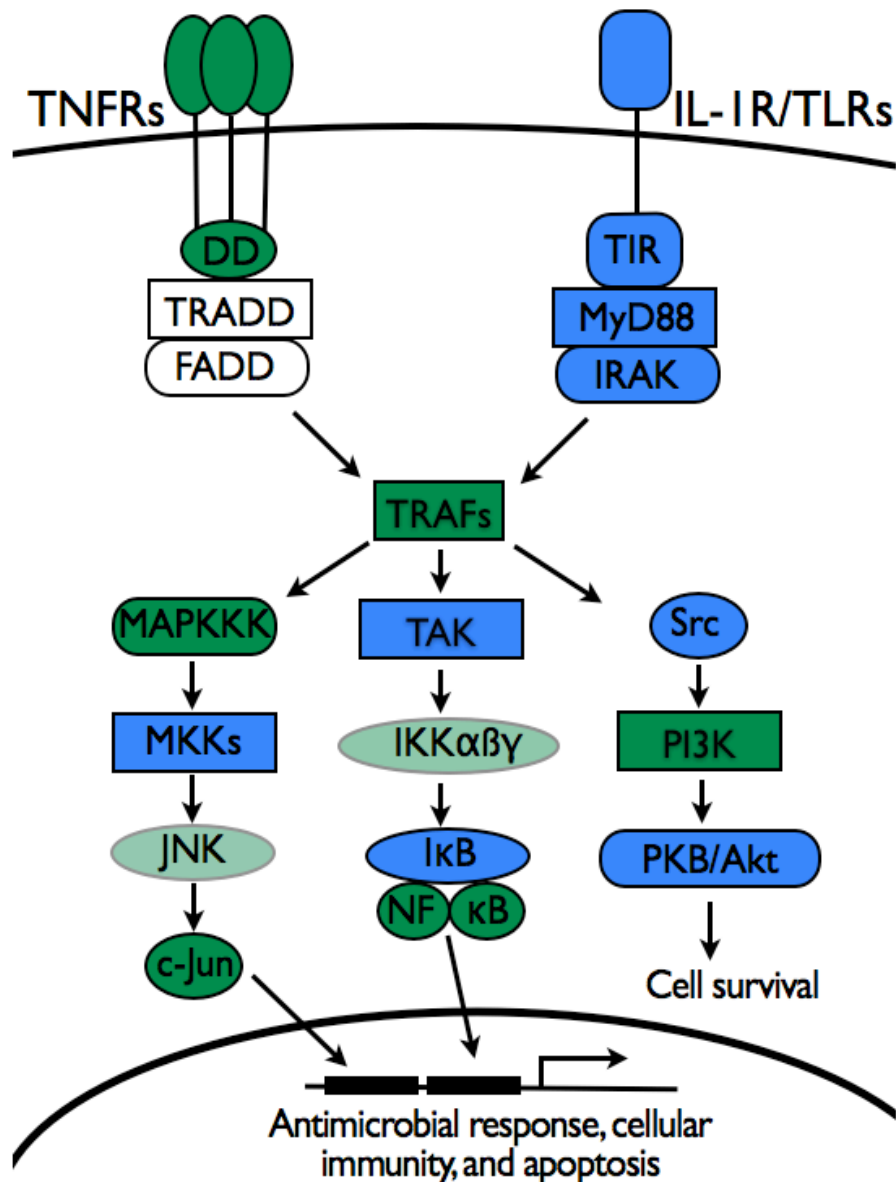 TNFRs
IL-1R/TLRs
DD
TIR
TRADD
MyD88
FADD
IRAK
TRAFs
MAPKKK
TAK
Src
MKKs
IKKαβγ
PI3K
JNK
IκB
PKB/Akt
NF κB
c-Jun
Cell survival
Antimicrobial response, cellular
immunity, and apoptosis